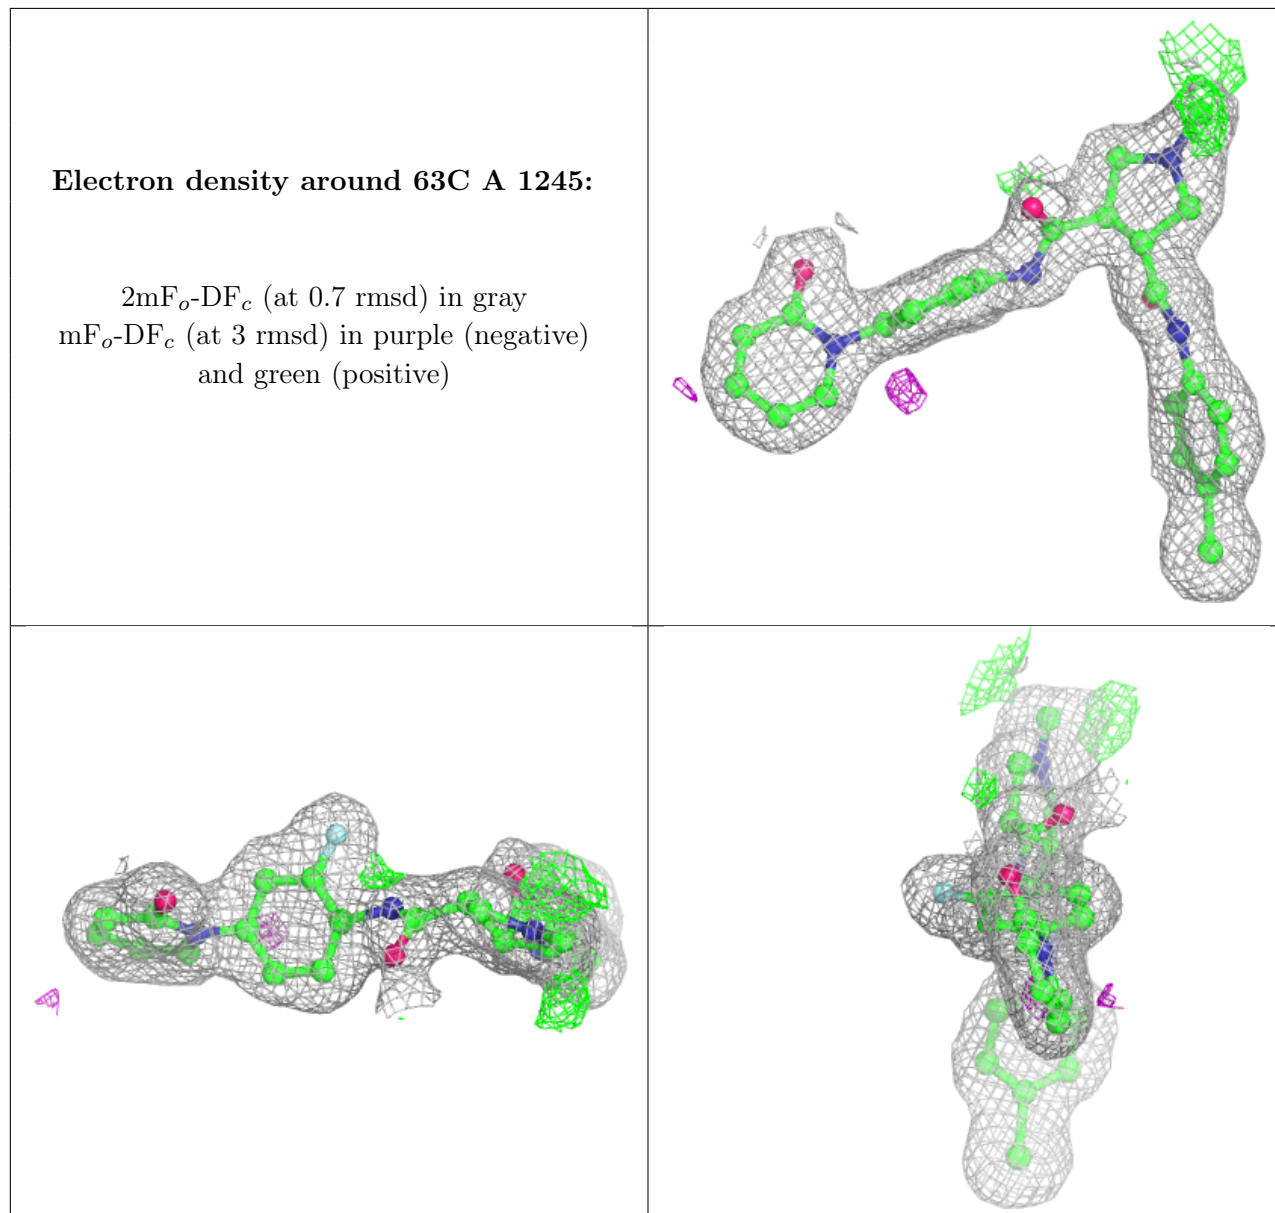 Electron density around 63C A 1245:
2mFo-DFc (at 0.7 rmsd) in gray
mFo-DFc (at 3 rmsd) in purple (negative)
and green (positive)